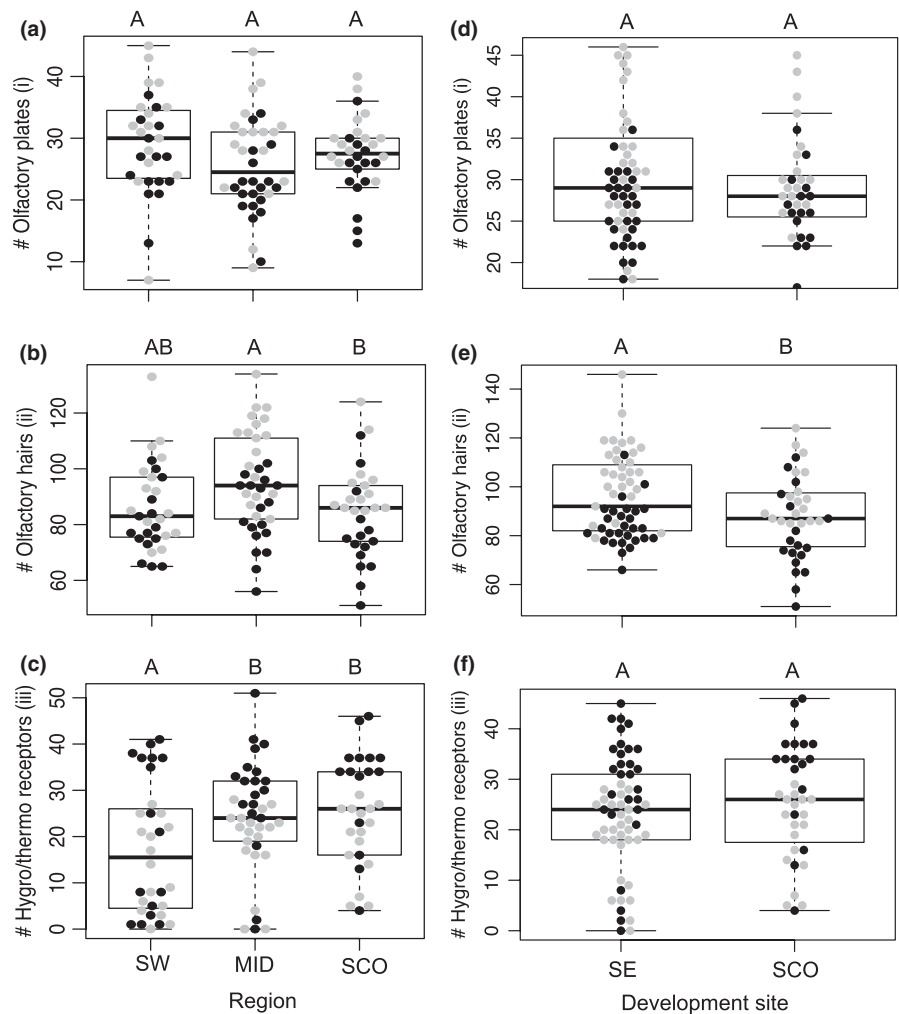 (a)
A A A
# Olfactory plates (i)
40
30
20
10
(d)
A A
# Olfactory plates (i)
45
40
35
30
25
20
(b)
AB A B
# Olfactory hairs (ii)
120
100
80
60
(e)
A B
# Olfactory hairs (ii)
140
120
100
80
60
(c)
A B B
# Hygro/thermo receptors (iii)
50
40
30
20
10
0
SW MID SCO
Region
(f)
A A
# Hygro/thermo receptors (iii)
40
30
20
10
0
SE SCO
Development site